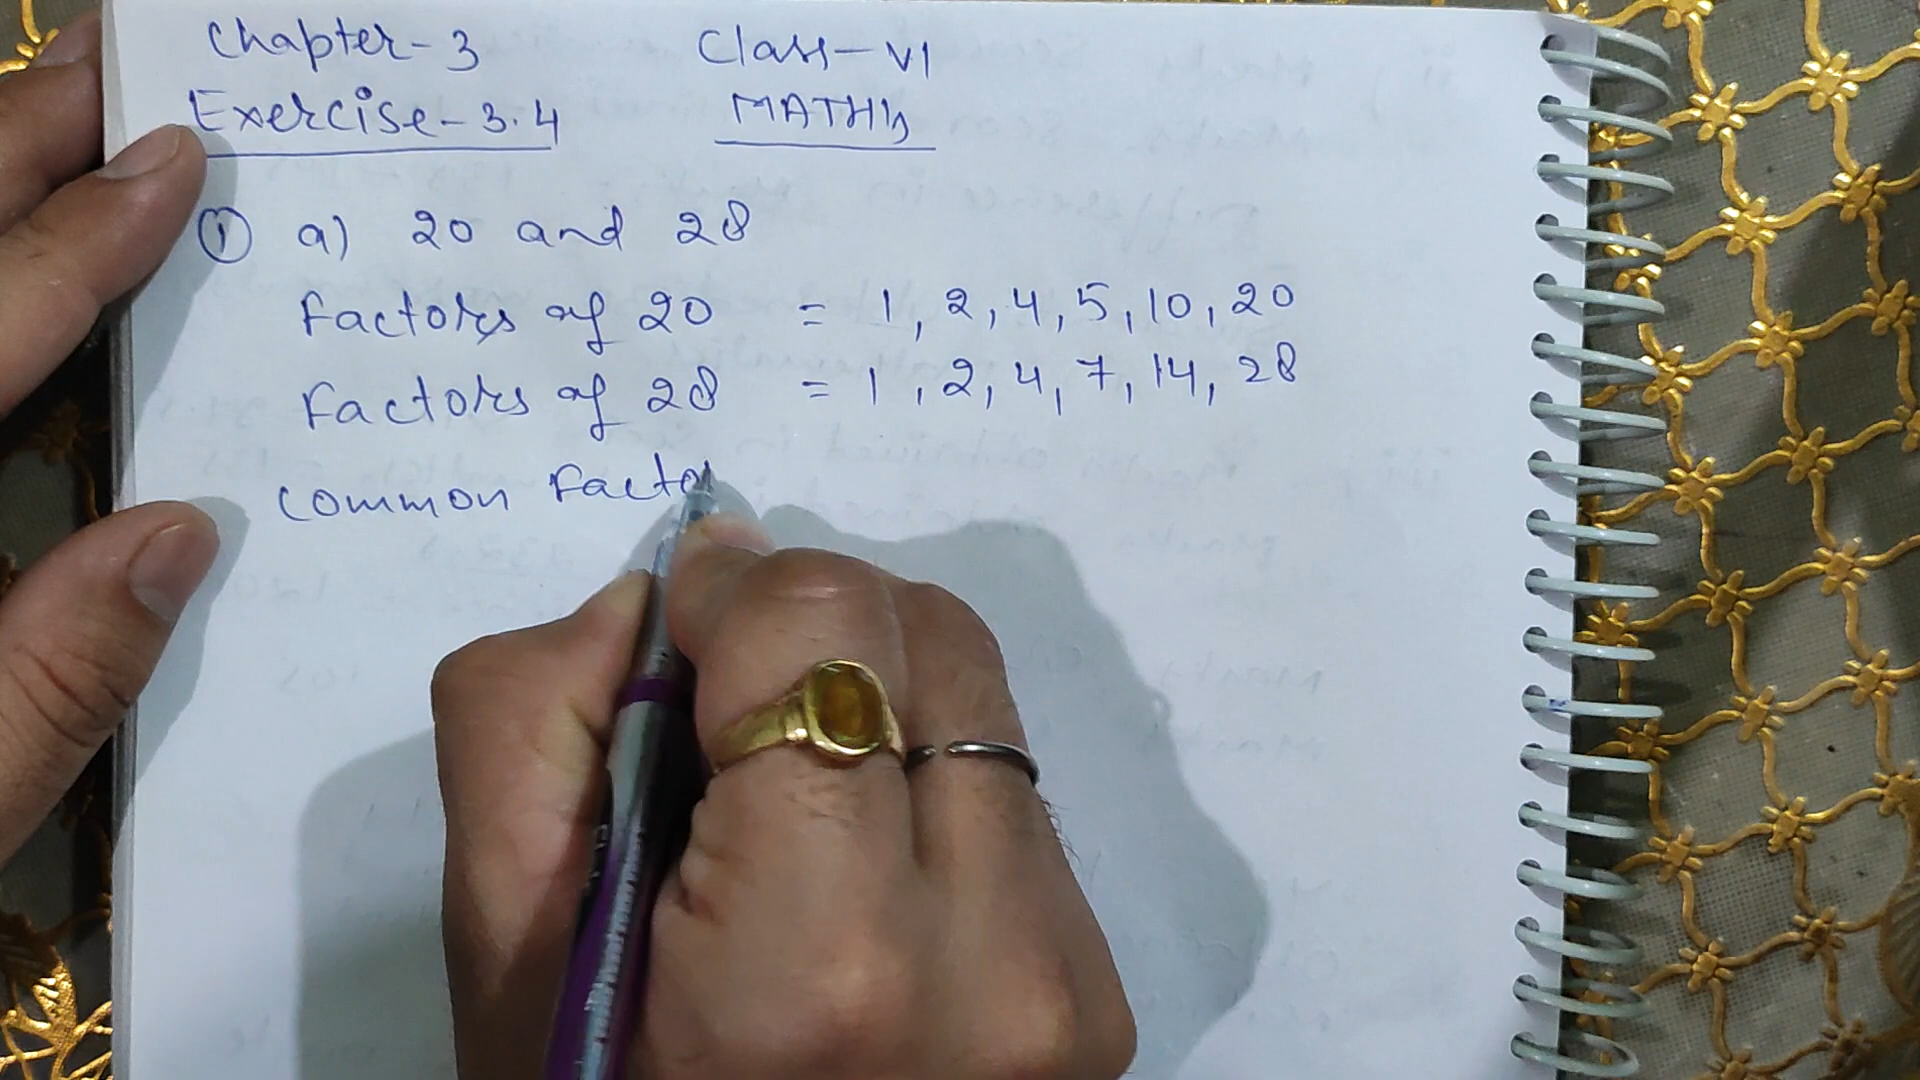 Chapter-3 Class-VI
Exercise-3.4 MATHs
① a) 20 and 28
Factors of 20 = 1, 2, 4, 5, 10, 20
Factors of 28 = 1, 2, 4, 7, 14, 28
Common Facto